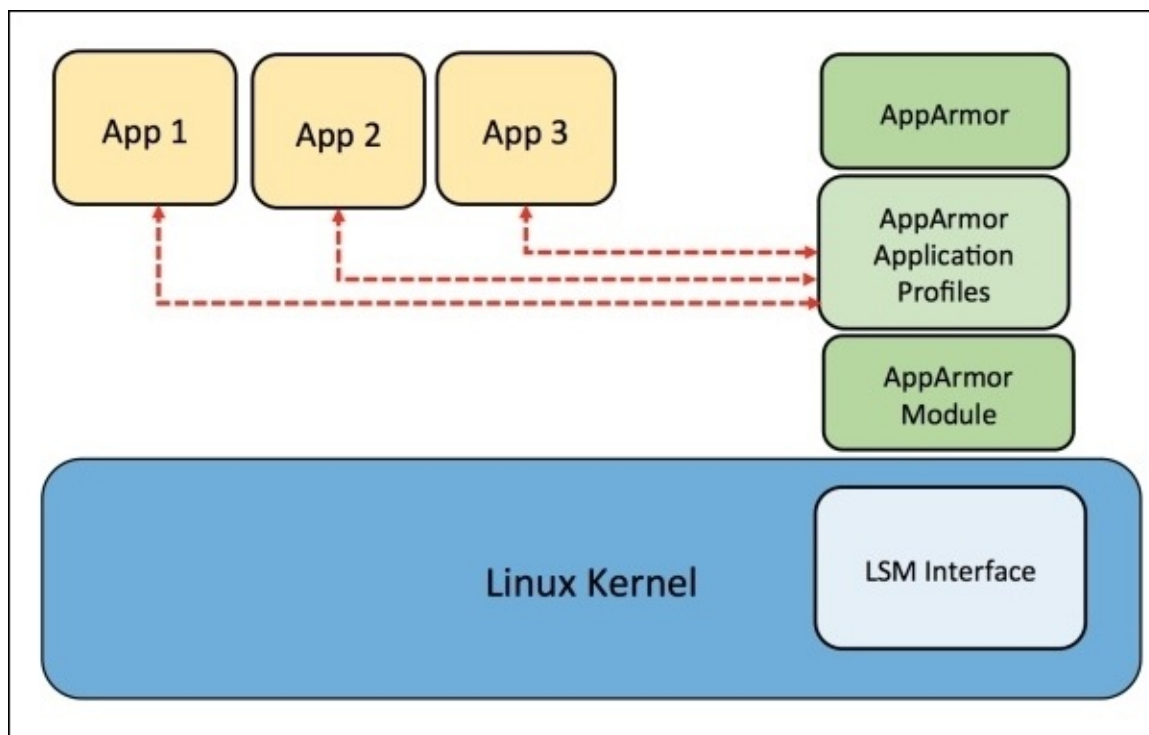 App 1
App 2
App 3
AppArmor
AppArmor
Application
Profiles
AppArmor
Module
Linux Kernel
LSM Interface